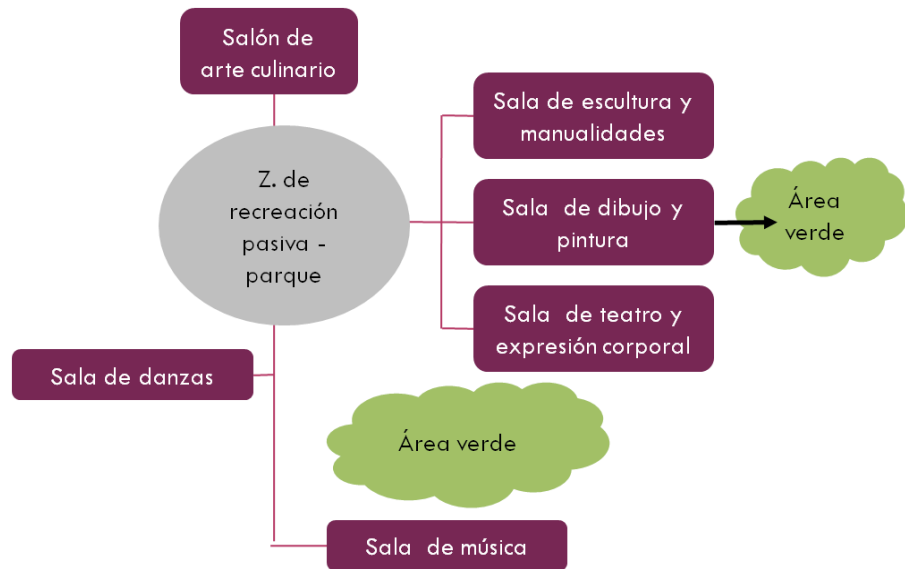 Salón de
arte culinario
Sala de escultura y
manualidades
Z. de
recreación
pasiva -
parque
Sala de dibujo y
pintura
Área
verde
Sala de teatro y
expresión corporal
Sala de danzas
Área verde
Sala de música